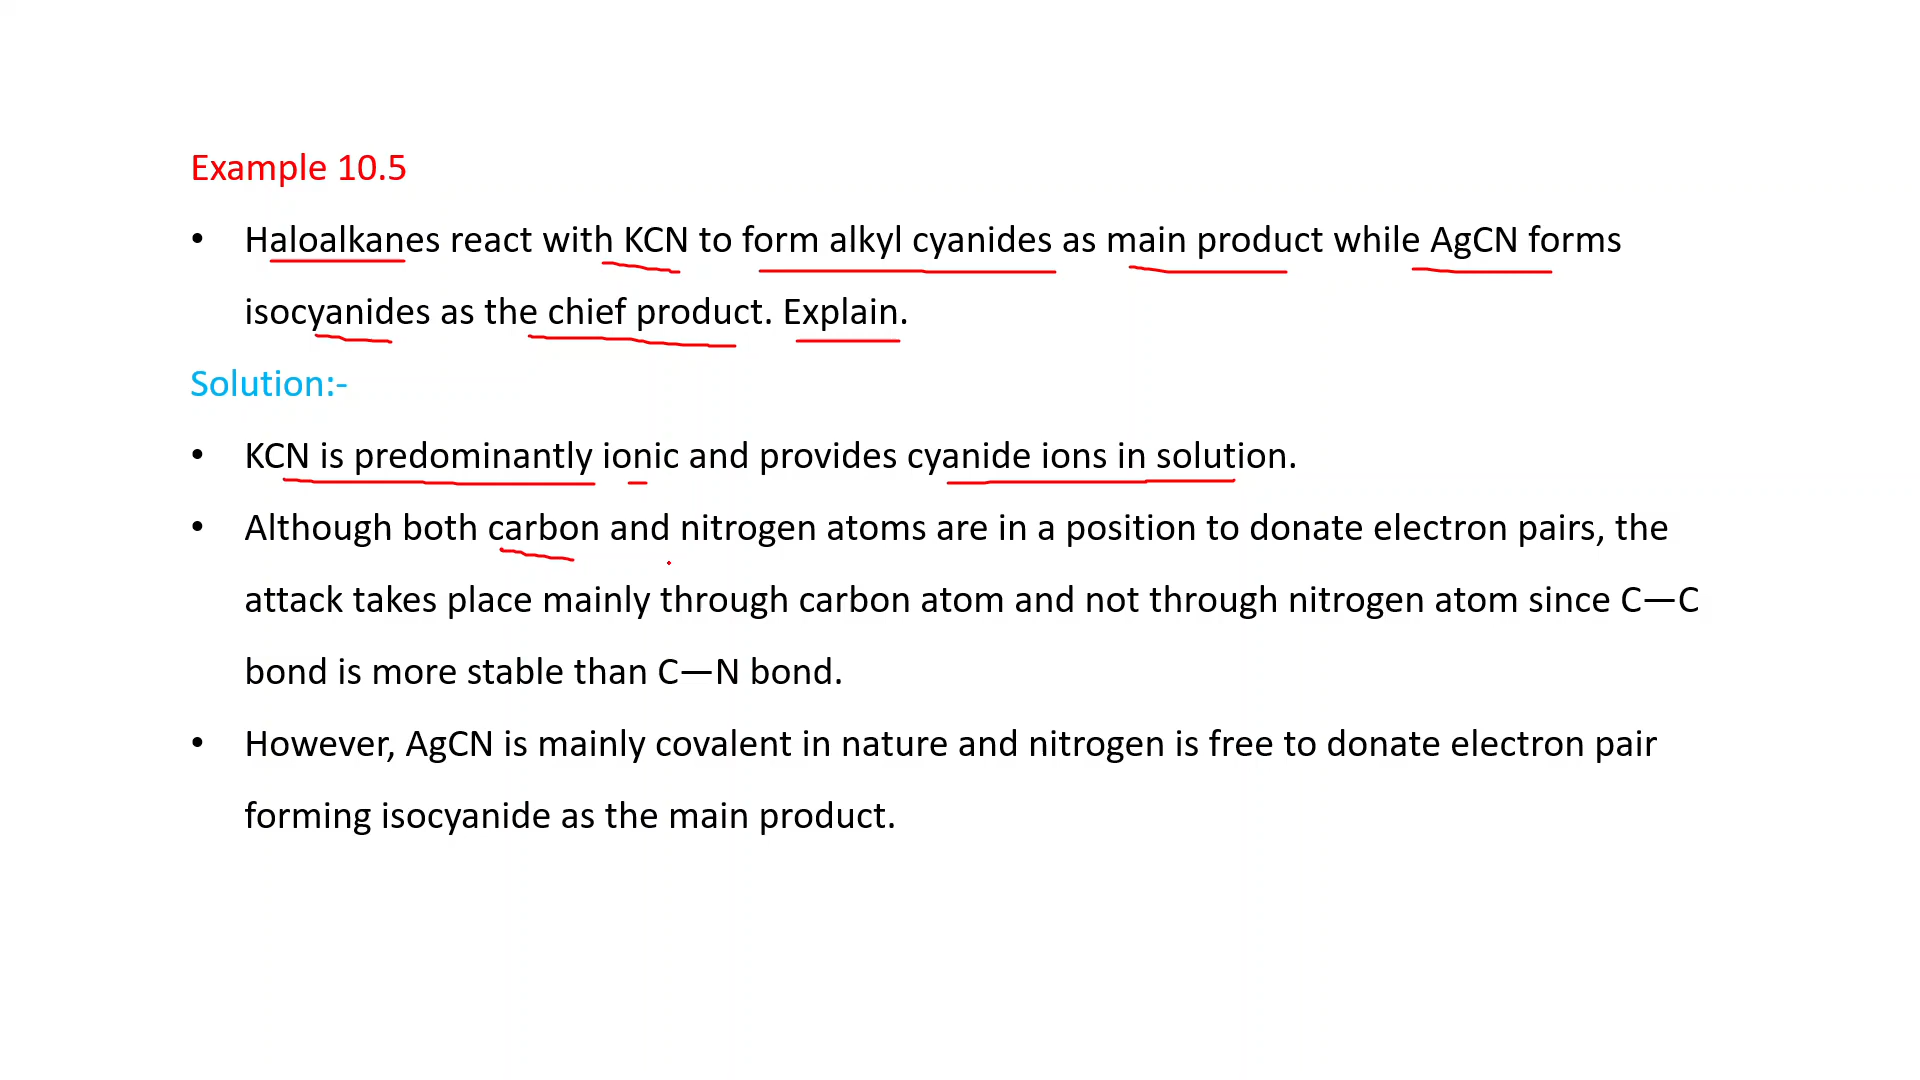 Example 10.5
• Haloalkanes react with KCN to form alkyl cyanides as main product while AgCN forms
isocyanides as the chief product. Explain.
Solution:-
• KCN is predominantly ionic and provides cyanide ions in solution.
• Although both carbon and nitrogen atoms are in a position to donate electron pairs, the
attack takes place mainly through carbon atom and not through nitrogen atom since C—C
bond is more stable than C—N bond.
• However, AgCN is mainly covalent in nature and nitrogen is free to donate electron pair
forming isocyanide as the main product.